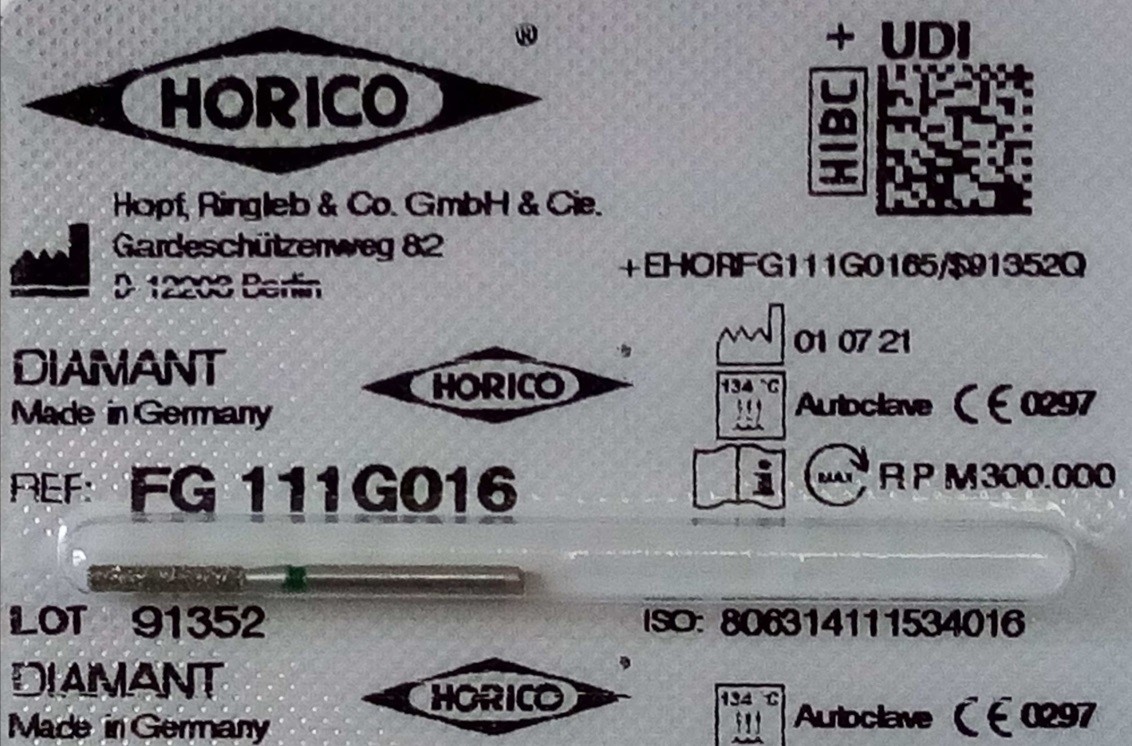 HORICO ®
+ UDI
HIBC
Hopf, Ringleb & Co. GmbH & Cie.
Gardeschützenweg 82
D-12203 Berlin
+EHORFG111G0165/$91352Q
01 07 21
DIAMANT
Made in Germany
HORICO
134 °C
Autoclave CE 0297
REF: FG 111G016
i
MAX
RPM 300.000
LOT 91352
ISO: 806314111534016
DIAMANT
Made in Germany
HORICO
134 °C
Autoclave CE 0297